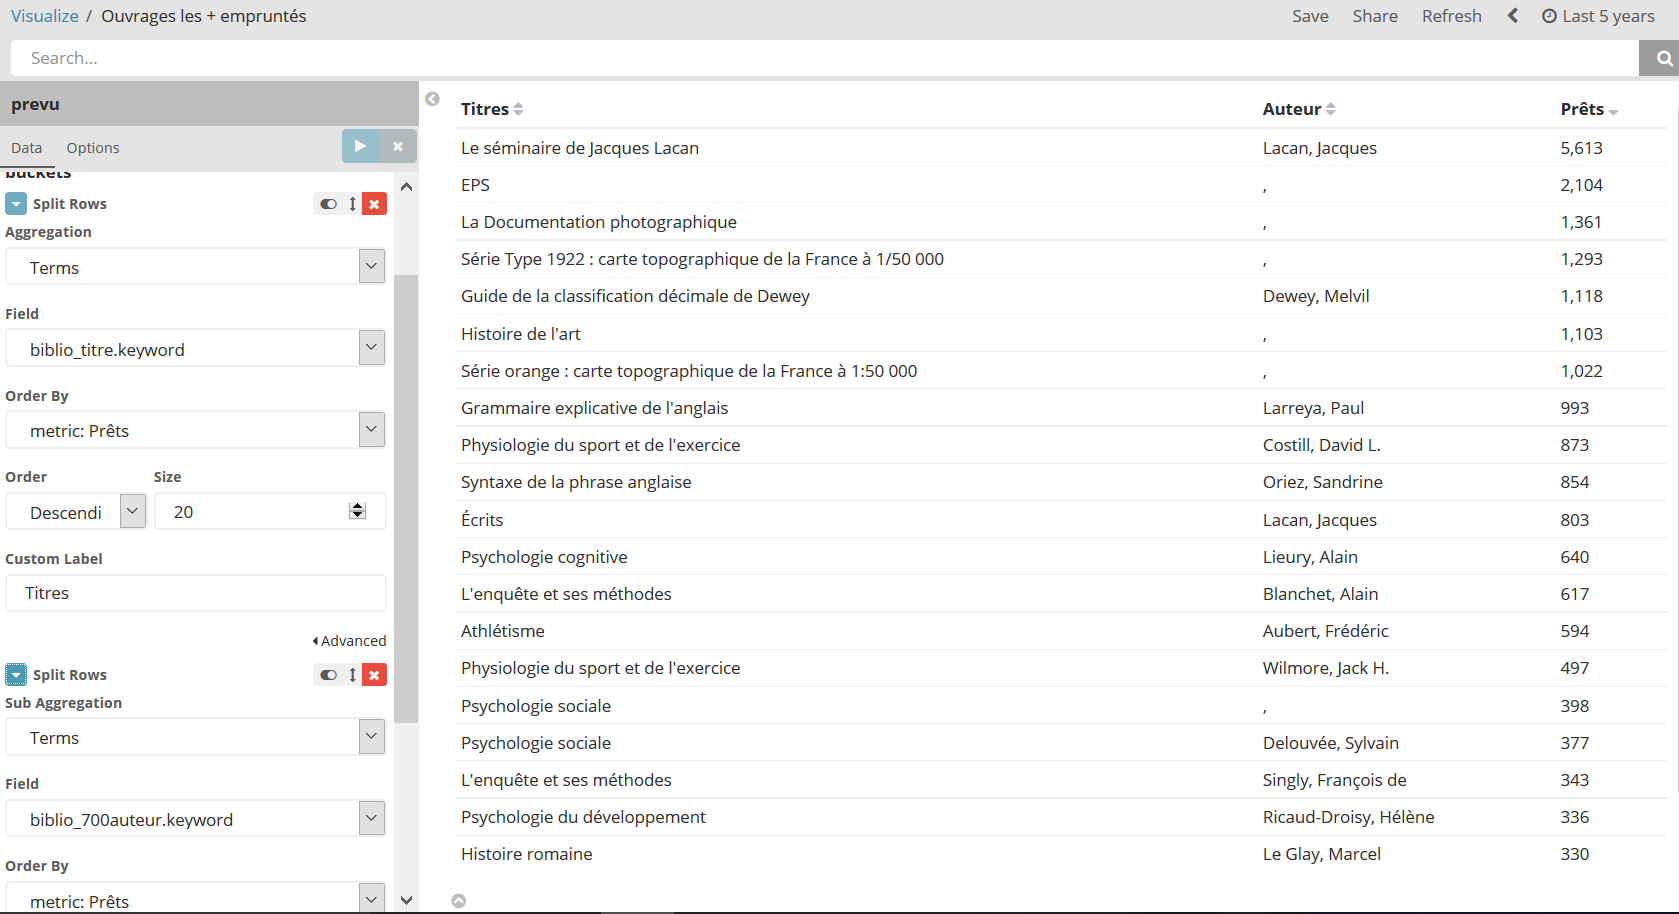 Visualize / Ouvrages les + empruntés
Save Share Refresh Last 5 years
Search...
prevu
Data Options
buckets
Split Rows
Aggregation
Terms
Field
biblio_titre.keyword
Order By
metric: Prêts
Order Size
Descendi 20
Custom Label
Titres
Advanced
Split Rows
Sub Aggregation
Terms
Field
biblio_700auteur.keyword
Order By
metric: Prêts
Titres Auteur Prêts
Le séminaire de Jacques Lacan Lacan, Jacques 5,613
EPS , 2,104
La Documentation photographique , 1,361
Série Type 1922 : carte topographique de la France à 1/50 000 , 1,293
Guide de la classification décimale de Dewey Dewey, Melvil 1,118
Histoire de l'art , 1,103
Série orange : carte topographique de la France à 1:50 000 , 1,022
Grammaire explicative de l'anglais Larreya, Paul 993
Physiologie du sport et de l'exercice Costill, David L. 873
Syntaxe de la phrase anglaise Oriez, Sandrine 854
Écrits Lacan, Jacques 803
Psychologie cognitive Lieury, Alain 640
L'enquête et ses méthodes Blanchet, Alain 617
Athlétisme Aubert, Frédéric 594
Physiologie du sport et de l'exercice Wilmore, Jack H. 497
Psychologie sociale , 398
Psychologie sociale Delouvée, Sylvain 377
L'enquête et ses méthodes Singly, François de 343
Psychologie du développement Ricaud-Droisy, Hélène 336
Histoire romaine Le Glay, Marcel 330